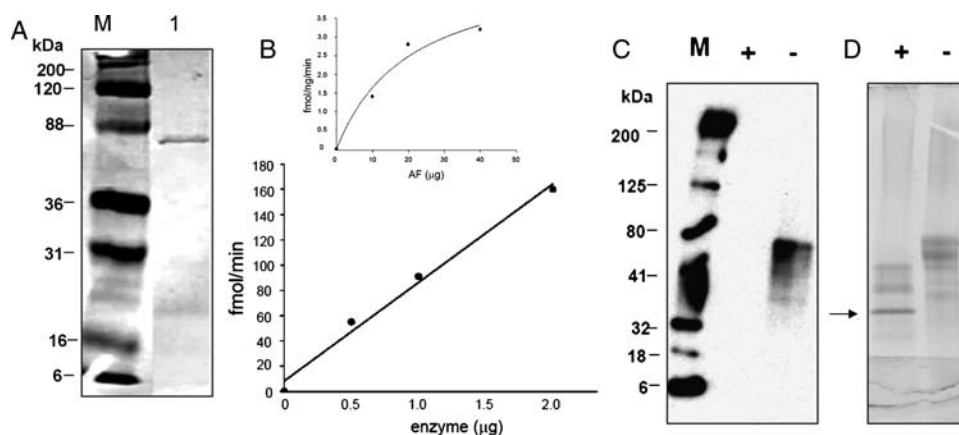 A
M 1
kDa
200
120
88
36
31
16
6
B
fmol/ng/min
3.5
3.0
2.5
2.0
1.5
1.0
0.5
0.0
0 10 20 30 40 50
AF (μg)
fmol/min
180
160
140
120
100
80
60
40
20
0
0 0.5 1.0 1.5 2.0
enzyme (μg)
C
M + -
kDa
200
125
80
41
32
18
6
D
+ -